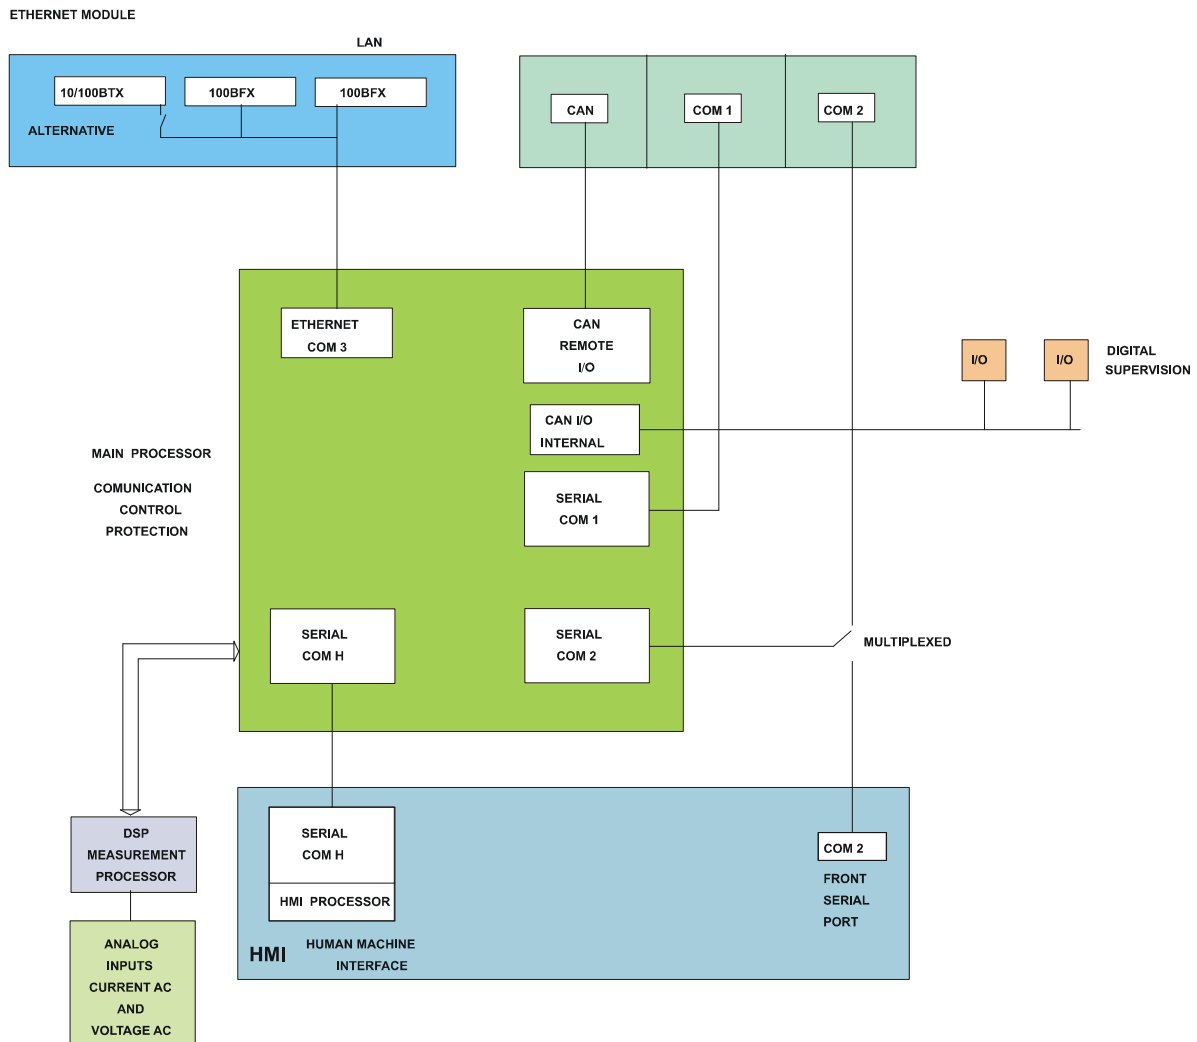 ETHERNET MODULE
LAN
10/100BTX
100BFX
100BFX
ALTERNATIVE
CAN
COM 1
COM 2
ETHERNET
COM 3
CAN
REMOTE
I/O
I/O
I/O
DIGITAL
SUPERVISION
CAN I/O
INTERNAL
MAIN PROCESSOR
COMUNICATION
CONTROL
PROTECTION
SERIAL
COM 1
SERIAL
COM H
SERIAL
COM 2
MULTIPLEXED
DSP
MEASUREMENT
PROCESSOR
SERIAL
COM H
HMI PROCESSOR
COM 2
FRONT
SERIAL
PORT
HMI
HUMAN MACHINE
INTERFACE
ANALOG
INPUTS
CURRENT AC
AND
VOLTAGE AC